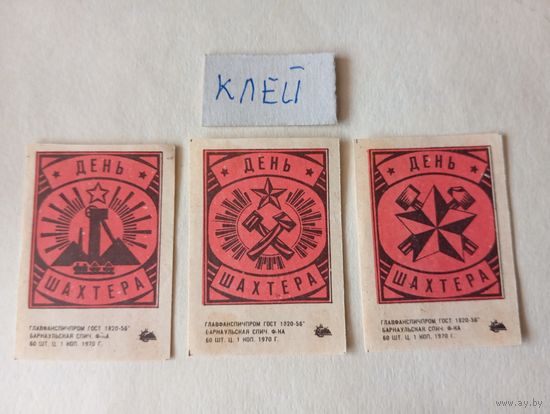 КЛЕЙ
ДЕНЬ
ШАХТЕРА
ГЛАВФАНСПИЧПРОМ ГОСТ 1820-56
БАРНАУЛЬСКАЯ СПИЧ. Ф-КА
60 ШТ. Ц. 1 КОП. 1970 Г.
ДЕНЬ
ШАХТЕРА
ГЛАВФАНСПИЧПРОМ ГОСТ 1820-56
БАРНАУЛЬСКАЯ СПИЧ. Ф-КА
60 ШТ. Ц. 1 КОП. 1970 Г.
ДЕНЬ
ШАХТЕРА
ГЛАВФАНСПИЧПРОМ ГОСТ 1820-56
БАРНАУЛЬСКАЯ СПИЧ. Ф-КА
60 ШТ. Ц. 1 КОП. 1970 Г.
www.ay.by